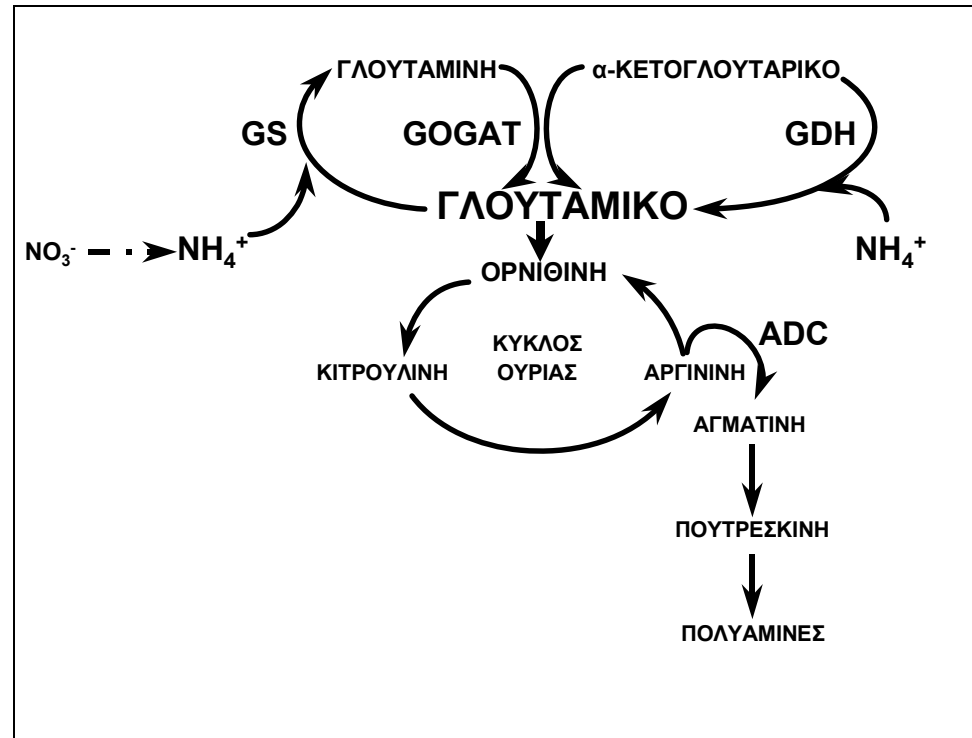 ΓΛΟΥΤΑΜΙΝΗ
α-ΚΕΤΟΓΛΟΥΤΑΡΙΚΟ
GS
GOGAT
GDH
ΓΛΟΥΤΑΜΙΚΟ
NO₃⁻
NH₄⁺
NH₄⁺
ΟΡΝΙΘΙΝΗ
ADC
ΚΥΚΛΟΣ
ΟΥΡΙΑΣ
ΚΙΤΡΟΥΛΙΝΗ
ΑΡΓΙΝΙΝΗ
ΑΓΜΑΤΙΝΗ
ΠΟΥΤΡΕΣΚΙΝΗ
ΠΟΛΥΑΜΙΝΕΣ